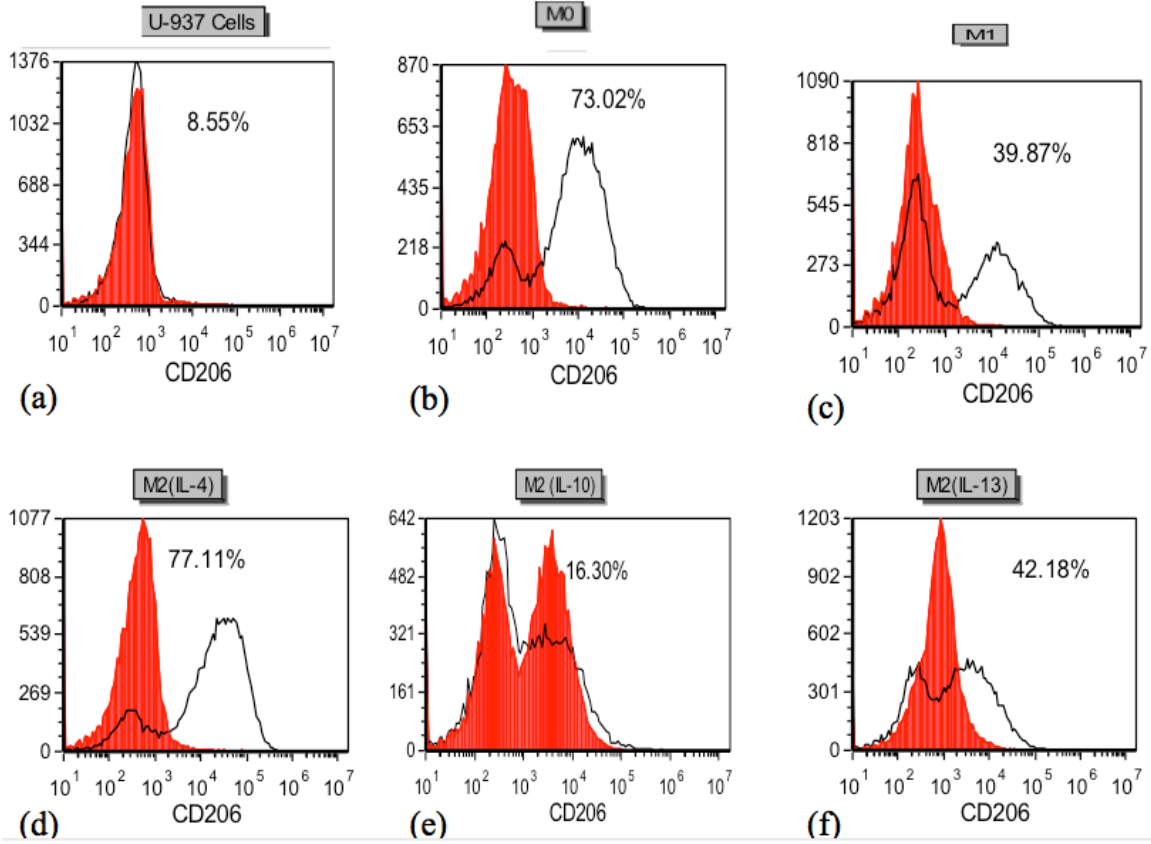 U-937 Cells
1376
1032
688
344
0
8.55%
10¹ 10² 10³ 10⁴ 10⁵ 10⁶ 10⁷
CD206
(a)
M0
870
653
435
218
0
73.02%
10¹ 10² 10³ 10⁴ 10⁵ 10⁶ 10⁷
CD206
(b)
M1
1090
818
545
273
0
39.87%
10¹ 10² 10³ 10⁴ 10⁵ 10⁶ 10⁷
CD206
(c)
M2(IL-4)
1077
808
539
269
0
77.11%
10¹ 10² 10³ 10⁴ 10⁵ 10⁶ 10⁷
CD206
(d)
M2 (IL-10)
642
482
321
161
0
16.30%
10¹ 10² 10³ 10⁴ 10⁵ 10⁶ 10⁷
CD206
(e)
M2(IL-13)
1203
902
602
301
0
42.18%
10¹ 10² 10³ 10⁴ 10⁵ 10⁶ 10⁷
CD206
(f)